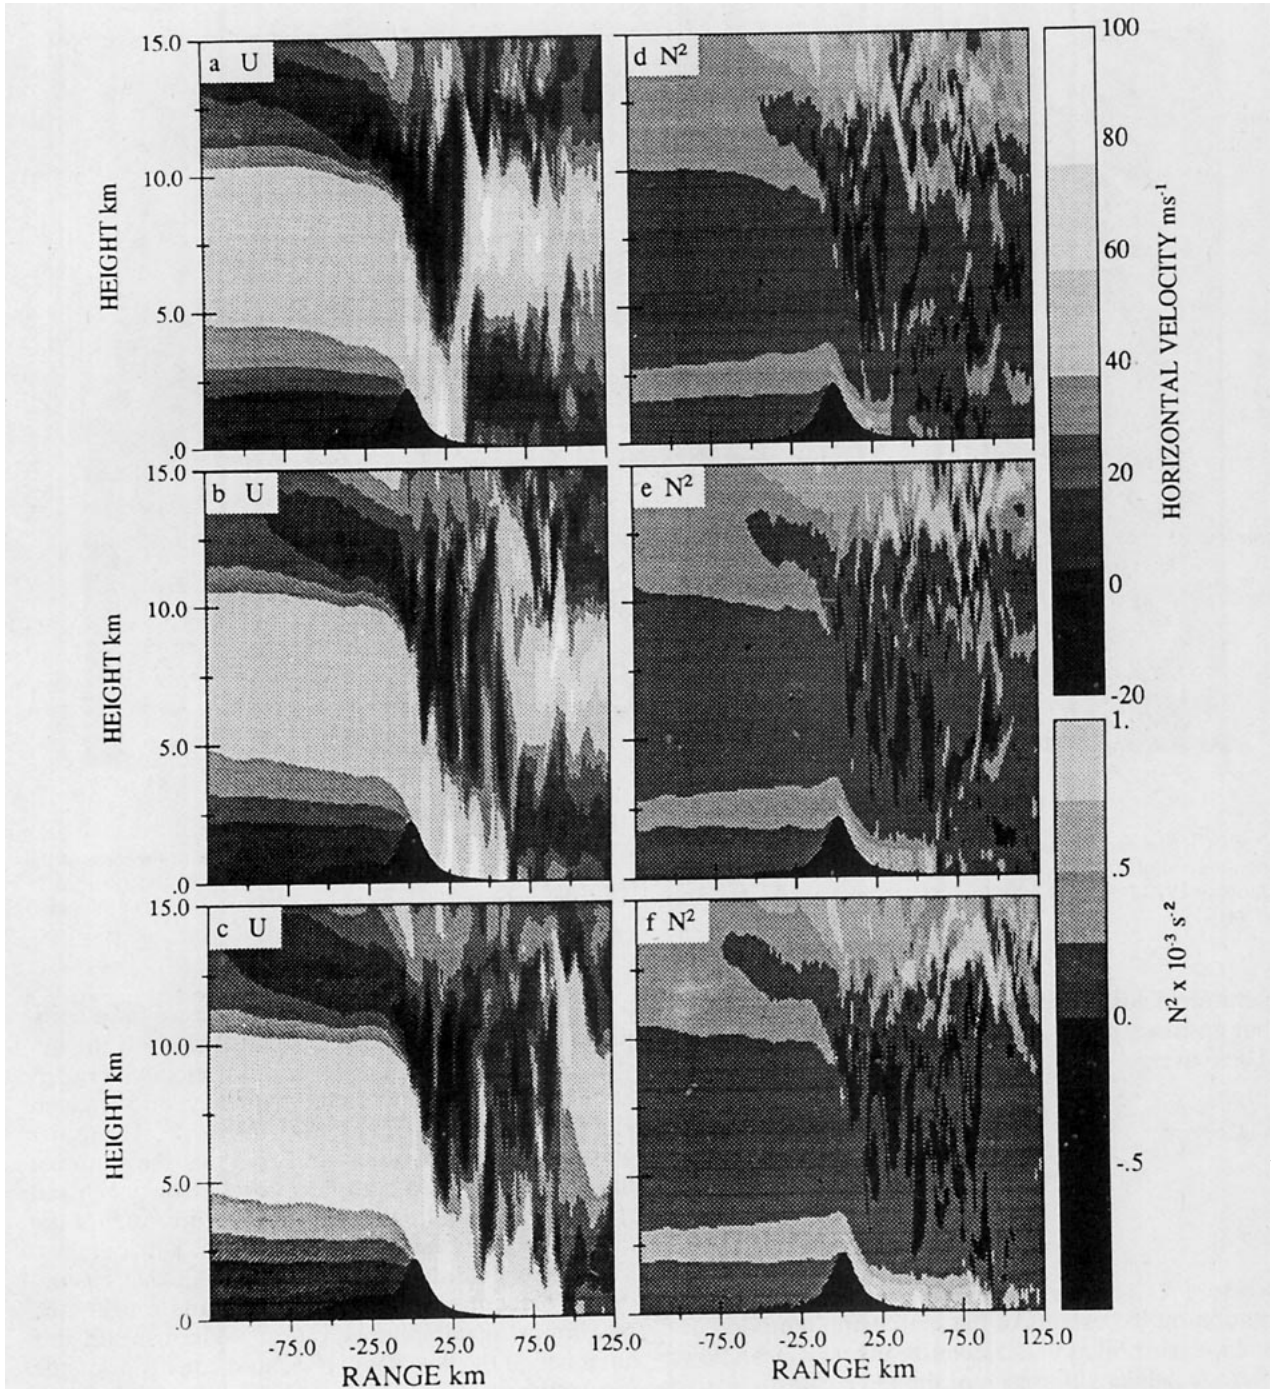 15.0
a U
10.0
5.0
.0
HEIGHT km
d N²
100
80
60
40
20
0
-20
HORIZONTAL VELOCITY ms⁻¹
15.0
b U
10.0
5.0
.0
HEIGHT km
e N²
1.
.5
0.
-.5
N² x 10⁻³ s⁻²
15.0
c U
10.0
5.0
.0
HEIGHT km
f N²
-75.0 -25.0 25.0 75.0 125.0
RANGE km
-75.0 -25.0 25.0 75.0 125.0
RANGE km